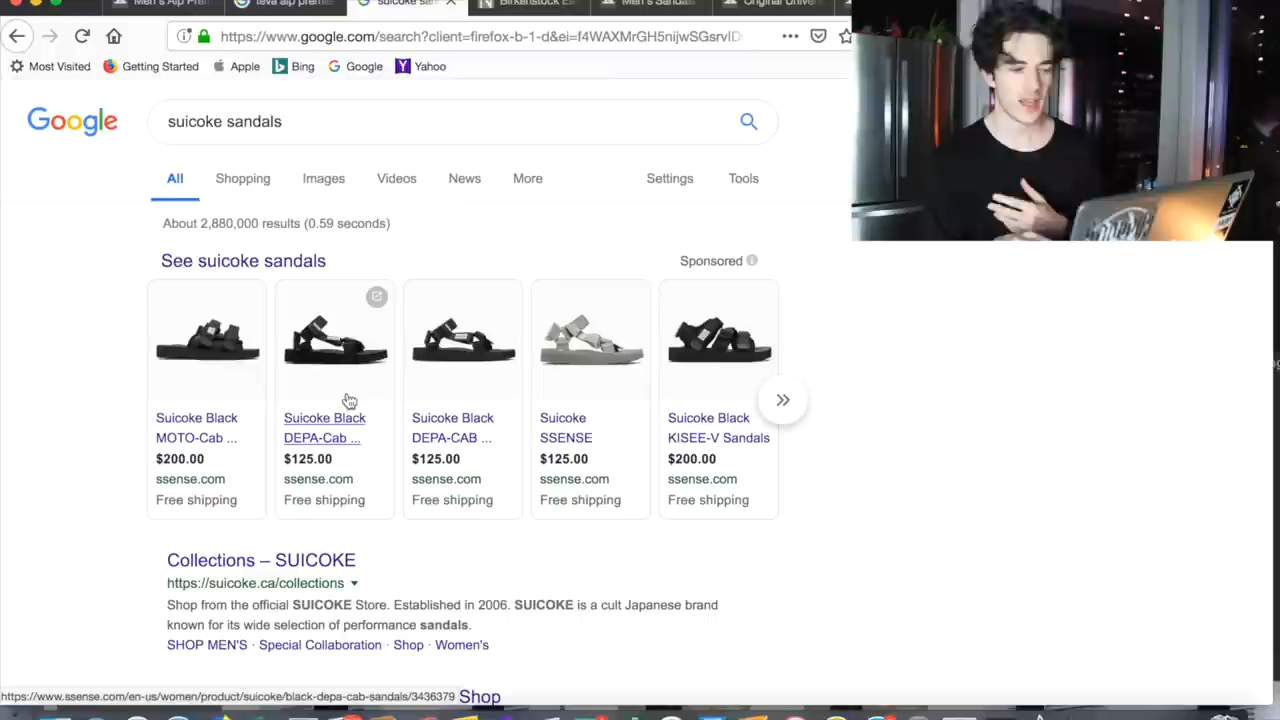 Men's Alp Prem
teva alp premie
suicoke san
Birkenstock Es
Men's Sandals
Original Univer
https://www.google.com/search?client=firefox-b-1-d&ei=f4WAXMrGH5nijwSGsrvID
Most Visited Getting Started Apple Bing Google Yahoo
Google
suicoke sandals
All Shopping Images Videos News More Settings Tools
About 2,880,000 results (0.59 seconds)
See suicoke sandals
Sponsored
Suicoke Black
MOTO-Cab ...
$200.00
ssense.com
Free shipping
Suicoke Black
DEPA-Cab ...
$125.00
ssense.com
Free shipping
Suicoke Black
DEPA-CAB ...
$125.00
ssense.com
Free shipping
Suicoke
SSENSE
$125.00
ssense.com
Free shipping
Suicoke Black
KISEE-V Sandals
$200.00
ssense.com
Free shipping
Collections – SUICOKE
https://suicoke.ca/collections
Shop from the official SUICOKE Store. Established in 2006. SUICOKE is a cult Japanese brand
known for its wide selection of performance sandals.
SHOP MEN'S · Special Collaboration · Shop · Women's
https://www.ssense.com/en-us/women/product/suicoke/black-depa-cab-sandals/3436379
Shop